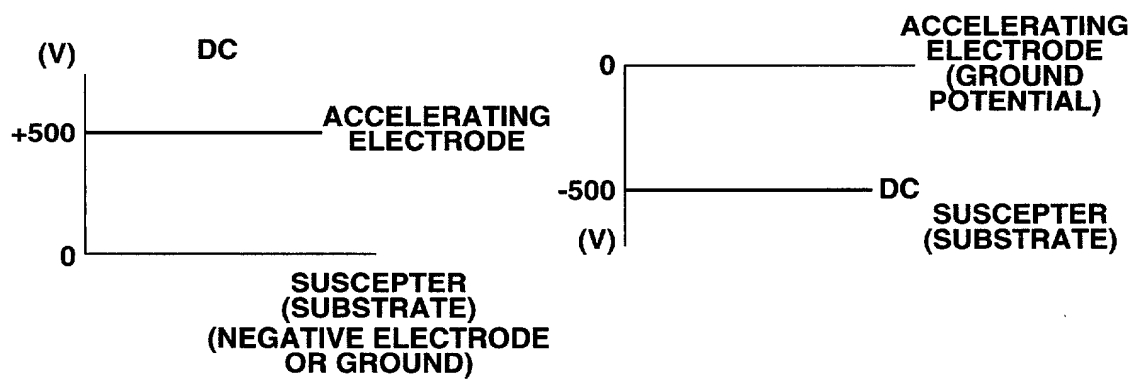 (V) DC
+500
ACCELERATING
ELECTRODE
0
SUSCEPTER
(SUBSTRATE)
(NEGATIVE ELECTRODE
OR GROUND)
0
ACCELERATING
ELECTRODE
(GROUND
POTENTIAL)
-500
DC
(V)
SUSCEPTER
(SUBSTRATE)